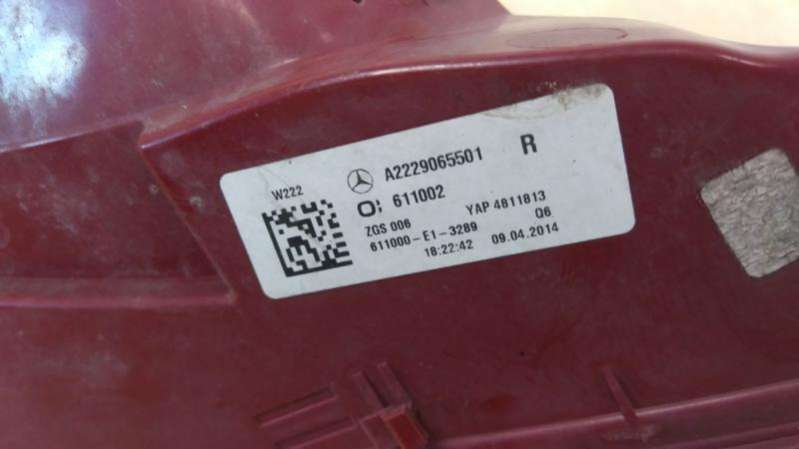 W222
A2229065501 R
611002
ZGS 006 YAP 4811813
611000-E1-3289 Q6
18:22:42 09.04.2014